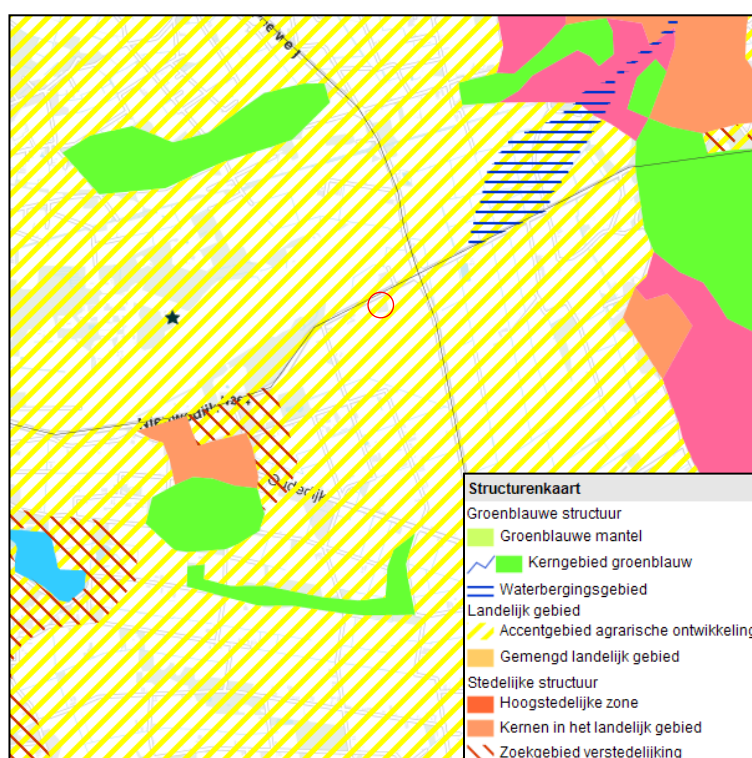 Oudedijk
Structurenkaart
Groenblauwe structuur
Groenblauwe mantel
Kerngebied groenblauw
Waterbergingsgebied
Landelijk gebied
Accentgebied agrarische ontwikkeling
Gemengd landelijk gebied
Stedelijke structuur
Hoogstedelijke zone
Kernen in het landelijk gebied
Zoekgebied verstedelijking